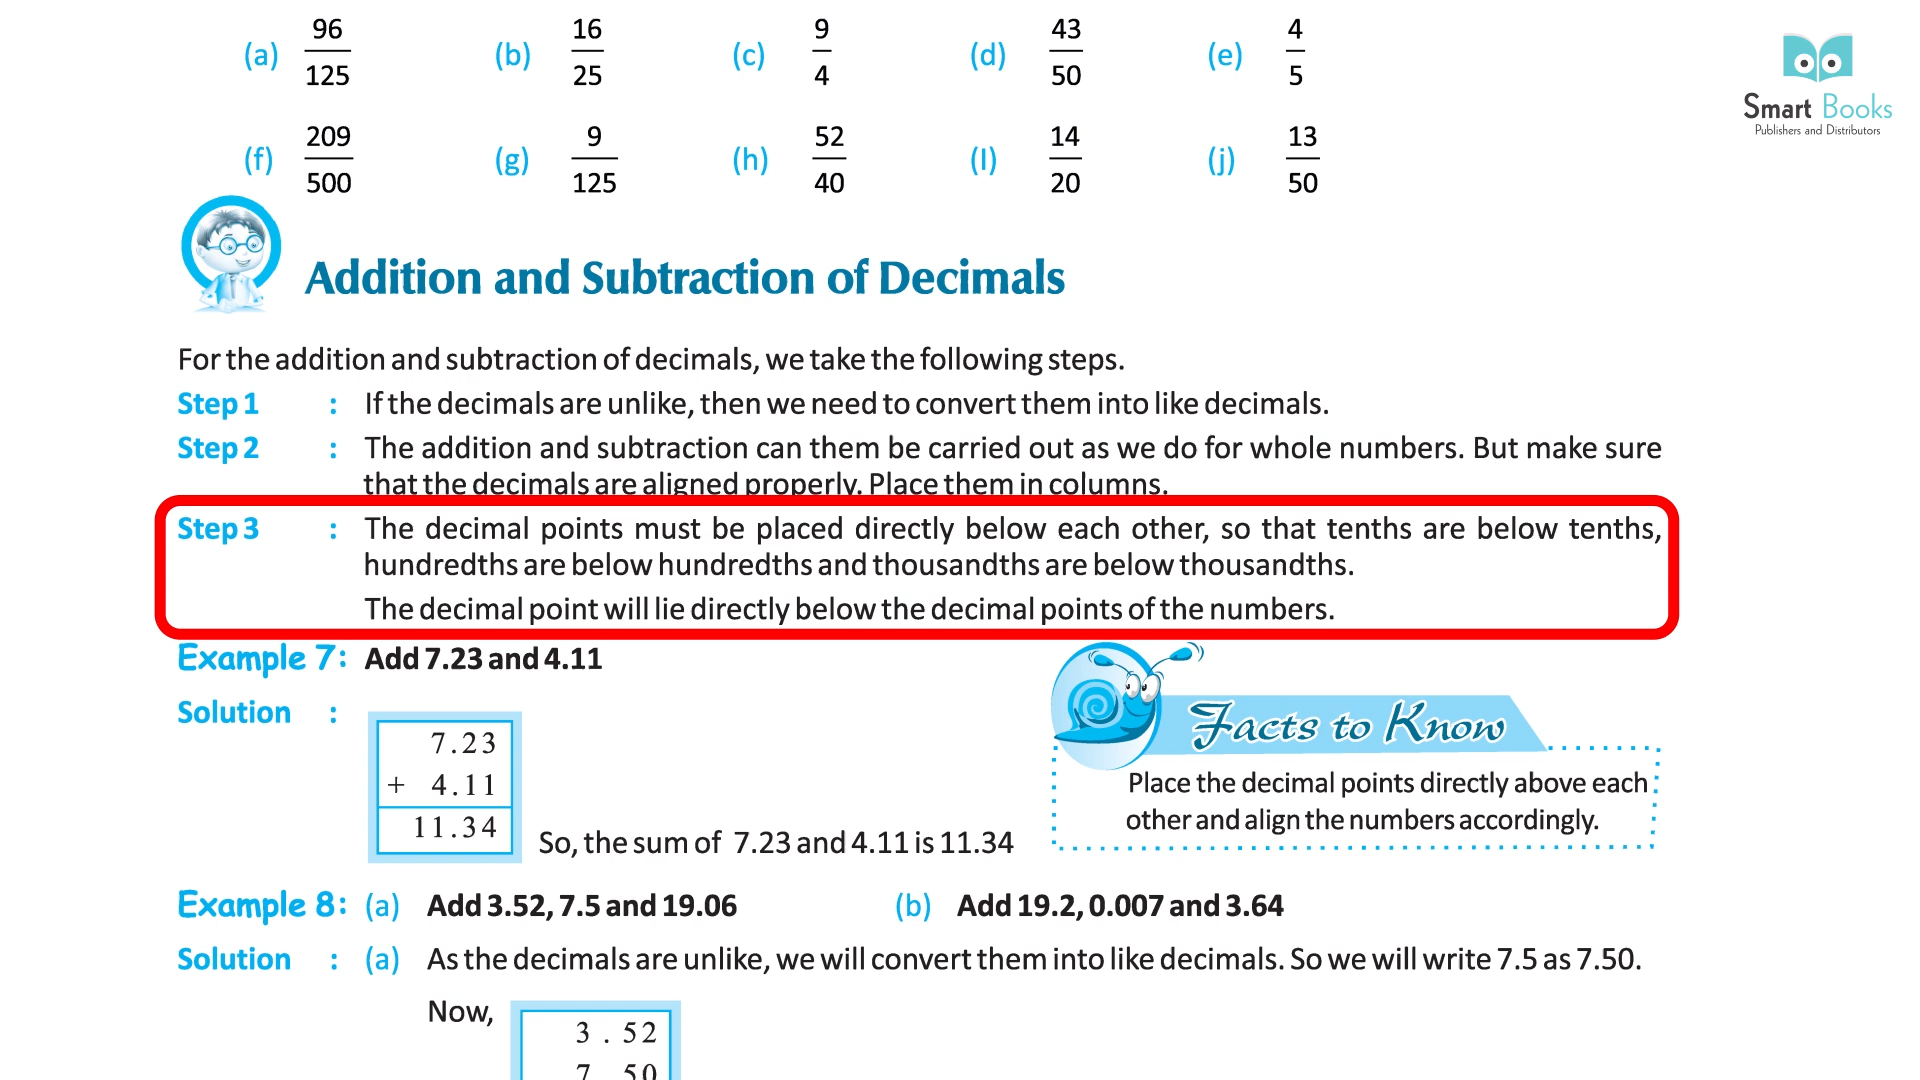 (a) 96/125 (b) 16/25 (c) 9/4 (d) 43/50 (e) 4/5
Smart Books
Publishers and Distributors
(f) 209/500 (g) 9/125 (h) 52/40 (I) 14/20 (j) 13/50
Addition and Subtraction of Decimals
For the addition and subtraction of decimals, we take the following steps.
Step 1 : If the decimals are unlike, then we need to convert them into like decimals.
Step 2 : The addition and subtraction can them be carried out as we do for whole numbers. But make sure
that the decimals are aligned properly. Place them in columns.
Step 3 : The decimal points must be placed directly below each other, so that tenths are below tenths,
hundredths are below hundredths and thousandths are below thousandths.
The decimal point will lie directly below the decimal points of the numbers.
Example 7: Add 7.23 and 4.11
Solution :
7.23
+ 4.11
11.34
So, the sum of 7.23 and 4.11 is 11.34
Facts to Know
Place the decimal points directly above each
other and align the numbers accordingly.
Example 8: (a) Add 3.52, 7.5 and 19.06 (b) Add 19.2, 0.007 and 3.64
Solution : (a) As the decimals are unlike, we will convert them into like decimals. So we will write 7.5 as 7.50.
Now,
3 . 52
7 . 50